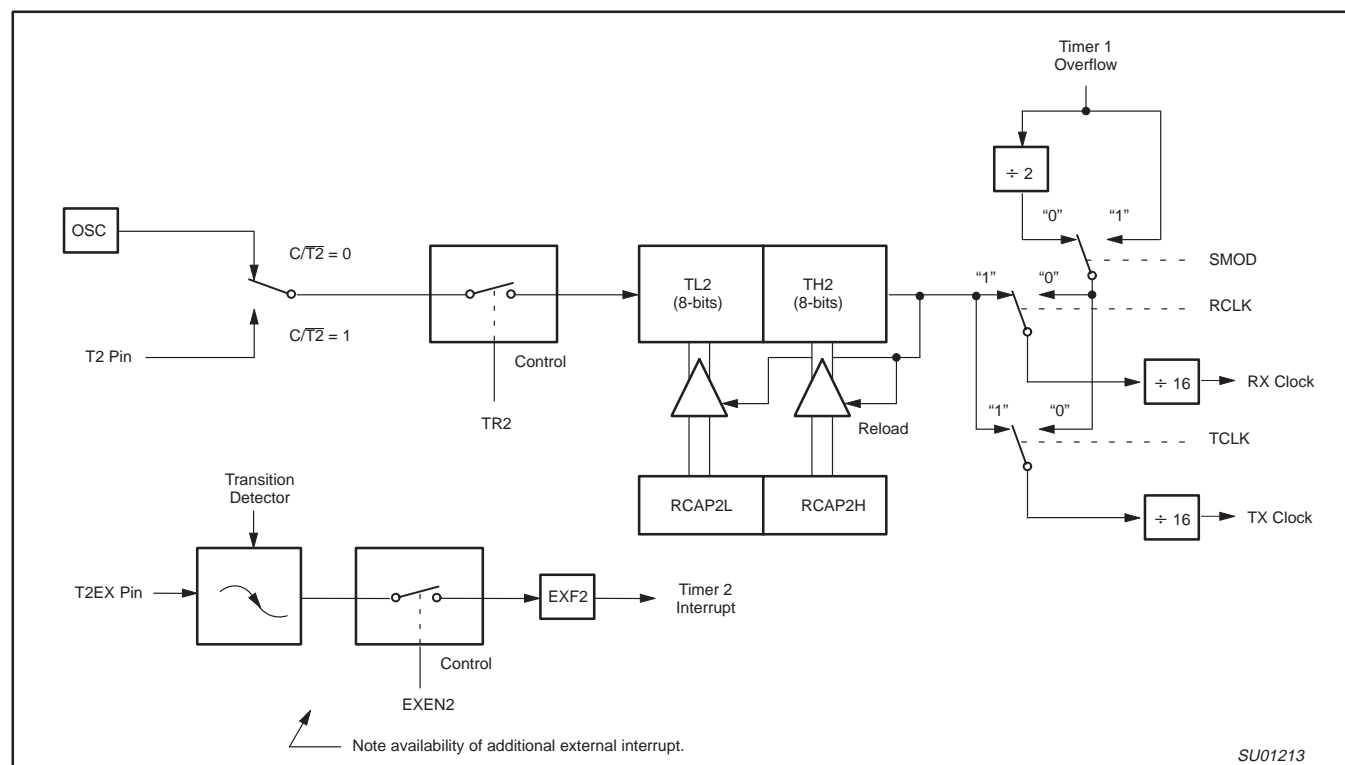 Timer 1
Overflow
÷ 2
"0"
"1"
OSC
C/T2 = 0
SMOD
TL2
(8-bits)
TH2
(8-bits)
"1"
"0"
RCLK
C/T2 = 1
T2 Pin
Control
÷ 16
RX Clock
TR2
Reload
"1"
"0"
TCLK
Transition
Detector
RCAP2L
RCAP2H
÷ 16
TX Clock
T2EX Pin
EXF2
Timer 2
Interrupt
Control
EXEN2
Note availability of additional external interrupt.
SU01213